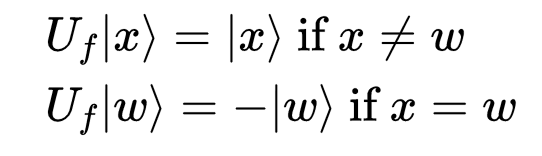 U_f|x⟩ = |x⟩ if x ≠ w
U_f|w⟩ = −|w⟩ if x = w